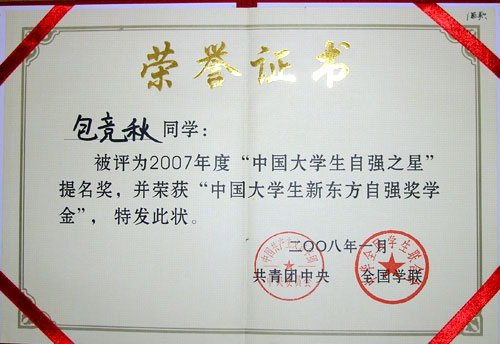 荣誉证书
包竞秋同学：
被评为2007年度“中国大学生自强之星”
提名奖，并荣获“中国大学生新东方自强奖学
金”，特发此状。
二〇〇八年一月
共青团中央 全国学联